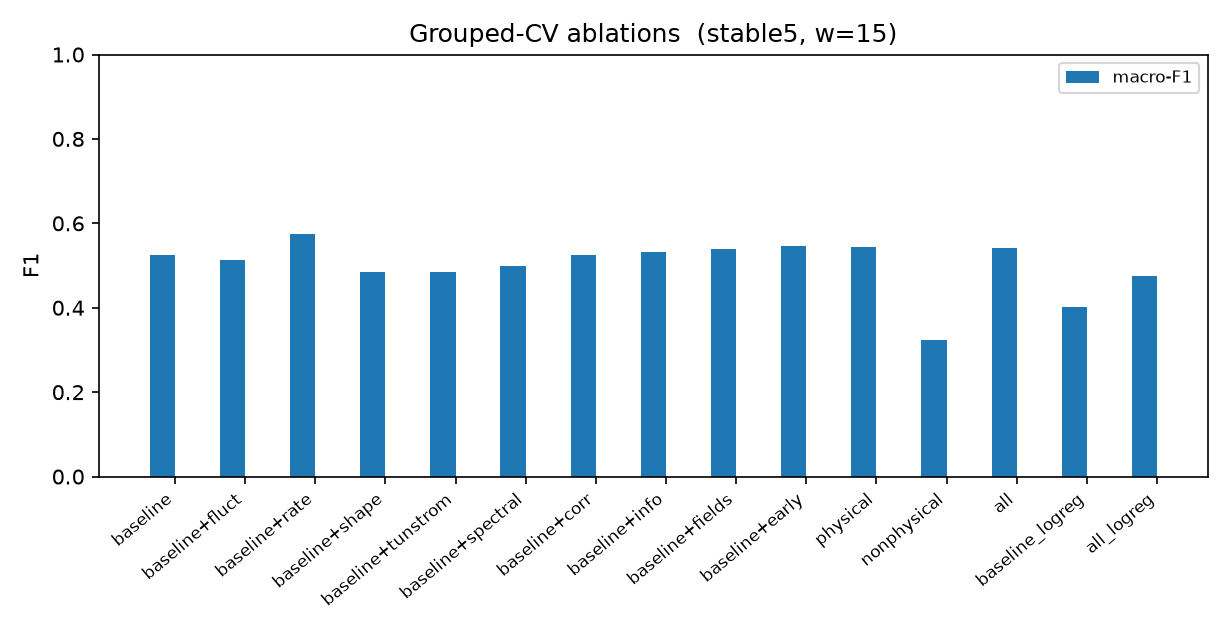 Grouped-CV ablations  (stable5, w=15)
macro-F1
F1
1.0
0.8
0.6
0.4
0.2
0.0
baseline
baseline+fluct
baseline+rate
baseline+shape
baseline+tunstrom
baseline+spectral
baseline+corr
baseline+info
baseline+fields
baseline+early
physical
nonphysical
all
baseline_logreg
all_logreg